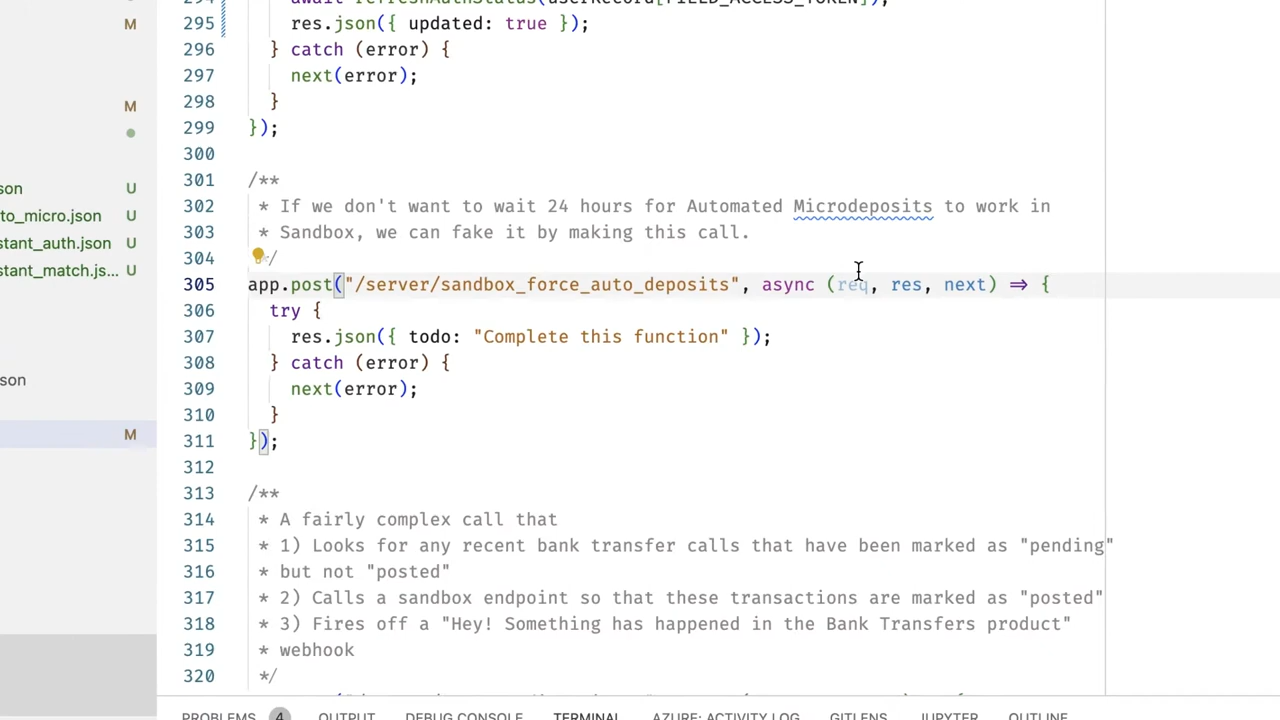 294 await refreshAuthStatus(userRecord[FIELD_ACCESS_TOKEN]);
M 295 res.json({ updated: true });
296 } catch (error) {
297 next(error);
M 298 }
299 });
300
301 /**
son U 302 * If we don't want to wait 24 hours for Automated Microdeposits to work in
to_micro.json U 303 * Sandbox, we can fake it by making this call.
stant_auth.json U 304 */
stant_match.js... U 305 app.post("/server/sandbox_force_auto_deposits", async (req, res, next) => {
306 try {
307 res.json({ todo: "Complete this function" });
308 } catch (error) {
son 309 next(error);
310 }
M 311 });
312
313 /**
314 * A fairly complex call that
315 * 1) Looks for any recent bank transfer calls that have been marked as "pending"
316 * but not "posted"
317 * 2) Calls a sandbox endpoint so that these transactions are marked as "posted"
318 * 3) Fires off a "Hey! Something has happened in the Bank Transfers product"
319 * webhook
320 */
PROBLEMS 4 OUTPUT DEBUG CONSOLE TERMINAL AZURE: ACTIVITY LOG GITLENS JUPYTER OUTLINE